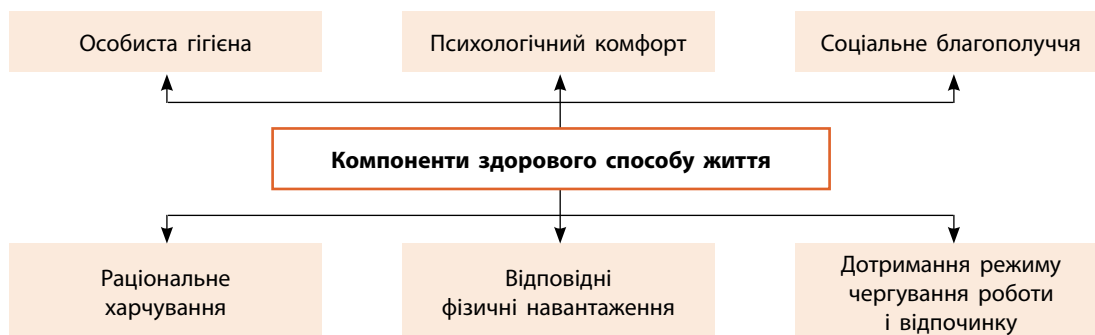 Особиста гігієна
Психологічний комфорт
Соціальне благополуччя
Компоненти здорового способу життя
Раціональне
харчування
Відповідні
фізичні навантаження
Дотримання режиму
чергування роботи
і відпочинку